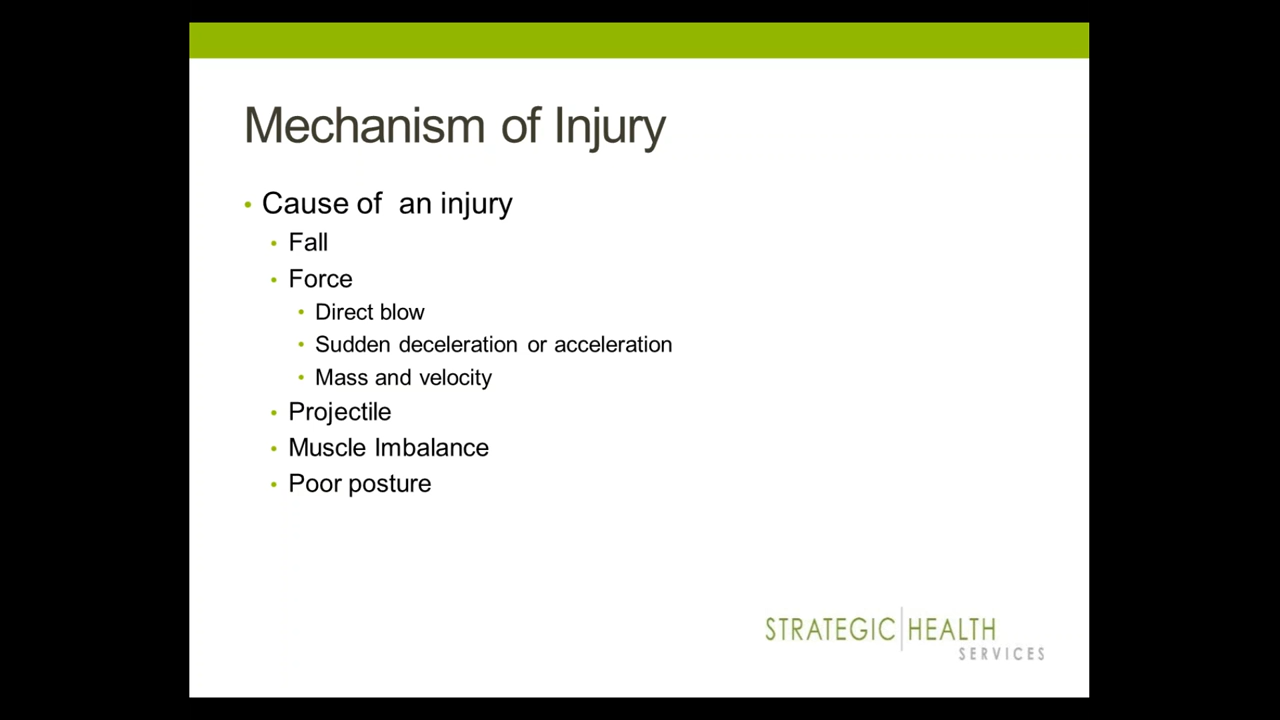 Mechanism of Injury
• Cause of  an injury
• Fall
• Force
• Direct blow
• Sudden deceleration or acceleration
• Mass and velocity
• Projectile
• Muscle Imbalance
• Poor posture
STRATEGIC HEALTH
SERVICES